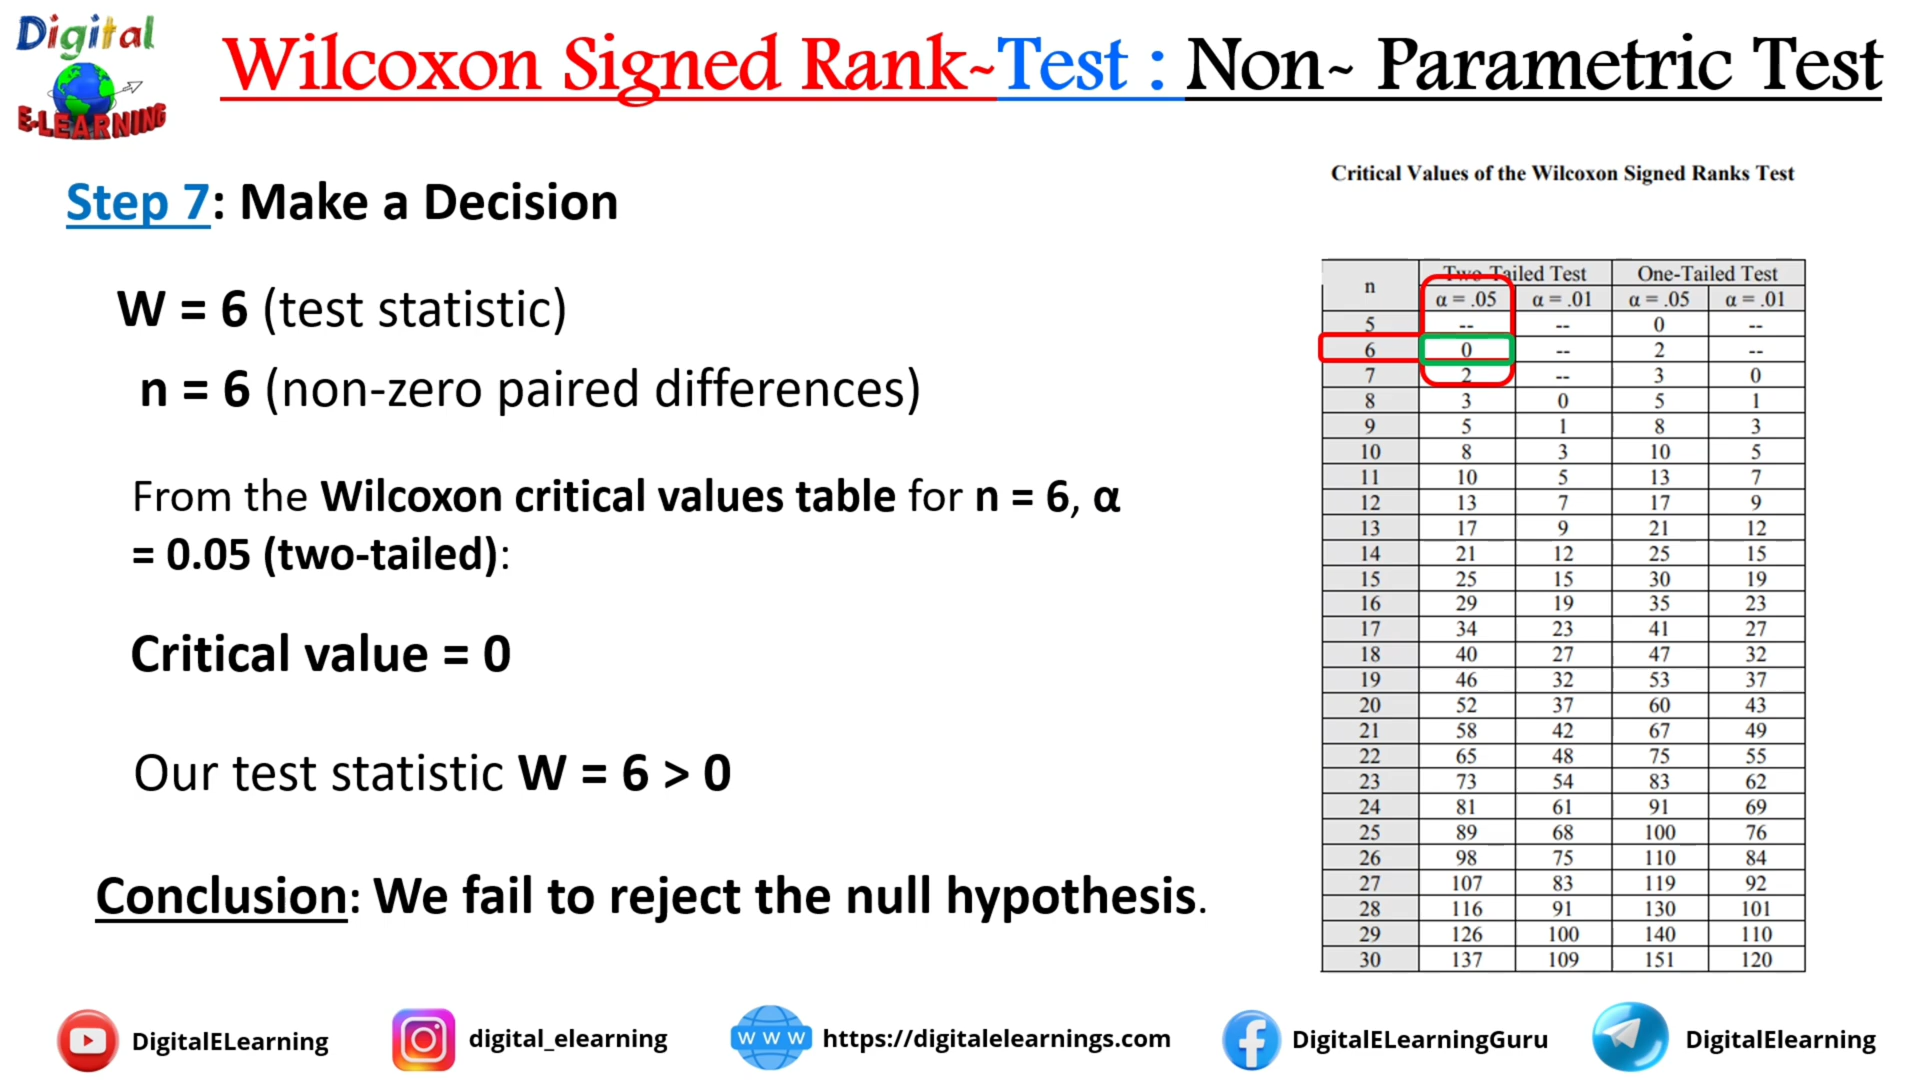 Digital
E-LEARNING
Wilcoxon Signed Rank-Test : Non- Parametric Test
Step 7: Make a Decision
W = 6 (test statistic)
n = 6 (non-zero paired differences)
From the Wilcoxon critical values table for n = 6, α
= 0.05 (two-tailed):
Critical value = 0
Our test statistic W = 6 > 0
Conclusion: We fail to reject the null hypothesis.
Critical Values of the Wilcoxon Signed Ranks Test
n Two-Tailed Test One-Tailed Test
α = .05 α = .01 α = .05 α = .01
5 -- -- 0 --
6 0 -- 2 --
7 2 -- 3 0
8 3 0 5 1
9 5 1 8 3
10 8 3 10 5
11 10 5 13 7
12 13 7 17 9
13 17 9 21 12
14 21 12 25 15
15 25 15 30 19
16 29 19 35 23
17 34 23 41 27
18 40 27 47 32
19 46 32 53 37
20 52 37 60 43
21 58 42 67 49
22 65 48 75 55
23 73 54 83 62
24 81 61 91 69
25 89 68 100 76
26 98 75 110 84
27 107 83 119 92
28 116 91 130 101
29 126 100 140 110
30 137 109 151 120
DigitalELearning
digital_elearning
W W W https://digitalelearnings.com
DigitalELearningGuru
DigitalElearning